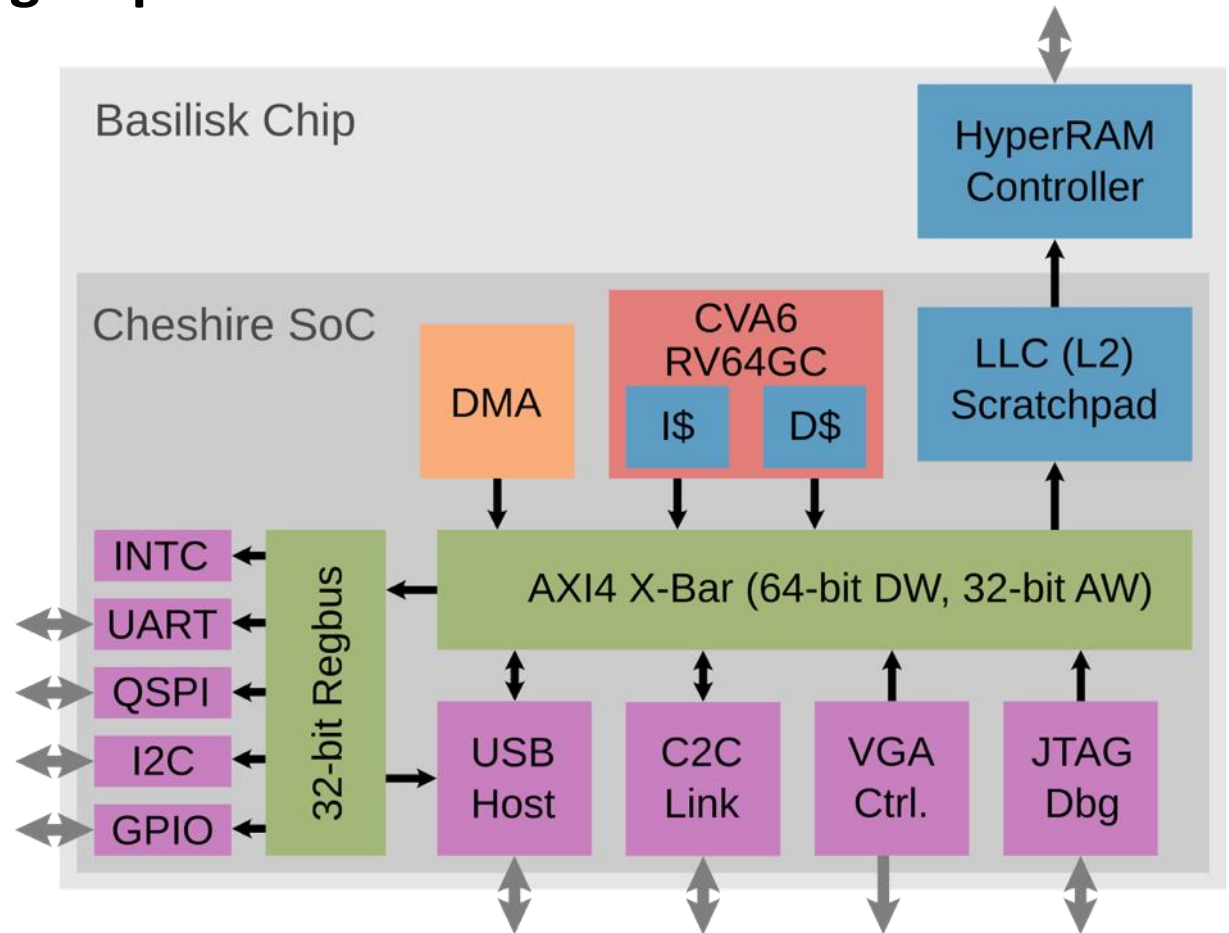 Basilisk Chip
HyperRAM
Controller
Cheshire SoC
CVA6
RV64GC
DMA
I$
D$
LLC (L2)
Scratchpad
INTC
UART
QSPI
I2C
GPIO
32-bit Regbus
AXI4 X-Bar (64-bit DW, 32-bit AW)
USB
Host
C2C
Link
VGA
Ctrl.
JTAG
Dbg